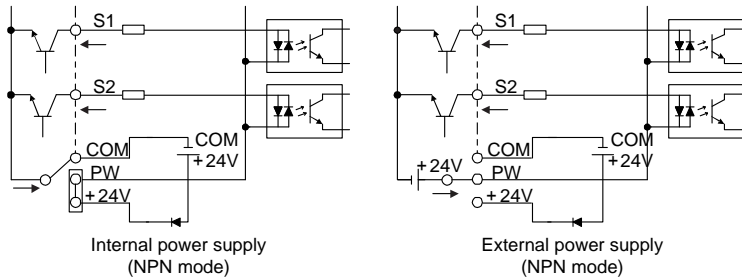 S1
S2
COM
COM
+24V
PW
+24V
Internal power supply
(NPN mode)
S1
S2
COM
COM
+24V
+24V
PW
+24V
External power supply
(NPN mode)